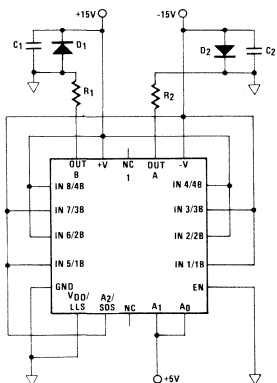 +15V -15V
C1 D1 D2 C2
R1 R2
OUT B +V NC 1 OUT A -V
IN 8/4B IN 4/4B
IN 7/3B IN 3/3B
IN 6/2B IN 2/2B
IN 5/1B IN 1/1B
GND EN
VDD/LLS A2/SDS NC A1 A0
+5V